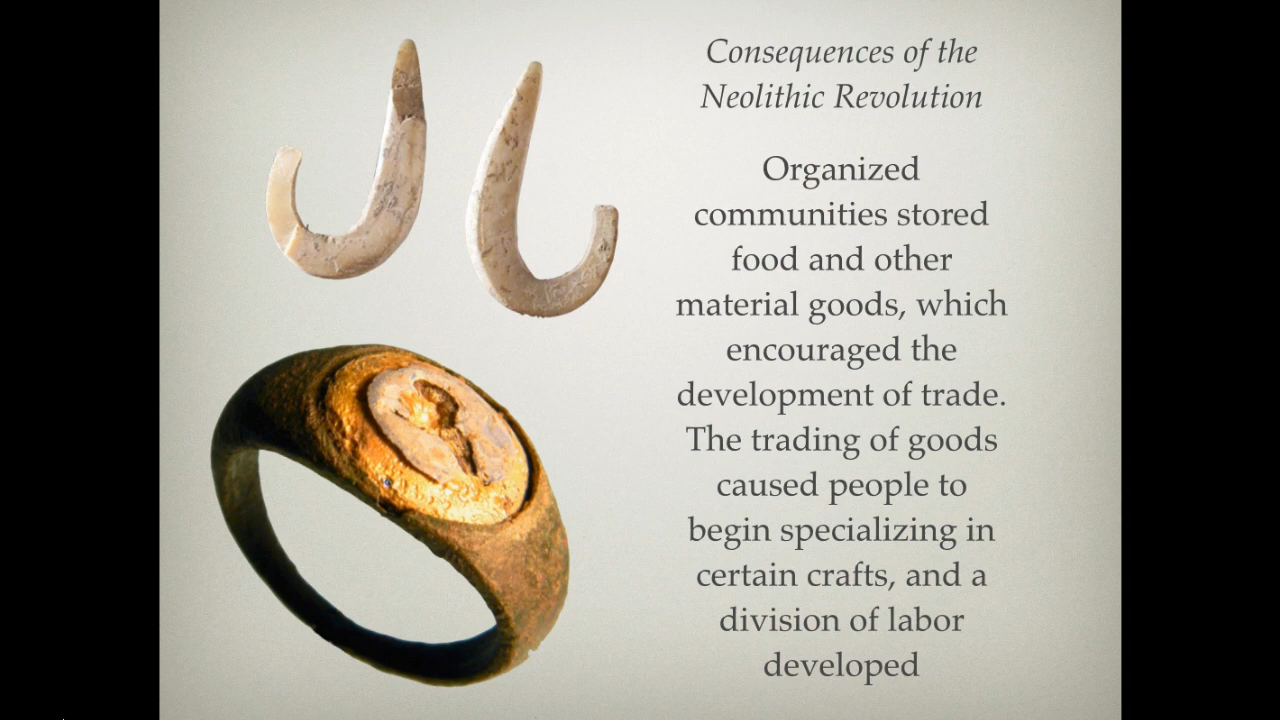 Consequences of the
Neolithic Revolution
Organized
communities stored
food and other
material goods, which
encouraged the
development of trade.
The trading of goods
caused people to
begin specializing in
certain crafts, and a
division of labor
developed